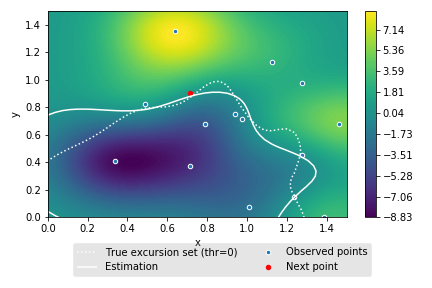 1.4
1.2
1.0
0.8
0.6
0.4
0.2
0.0
y
0.0 0.2 0.4 0.6 0.8 1.0 1.2 1.4
x
7.14
5.36
3.59
1.81
0.04
−1.73
−3.51
−5.28
−7.06
−8.83
True excursion set (thr=0)
Estimation
Observed points
Next point